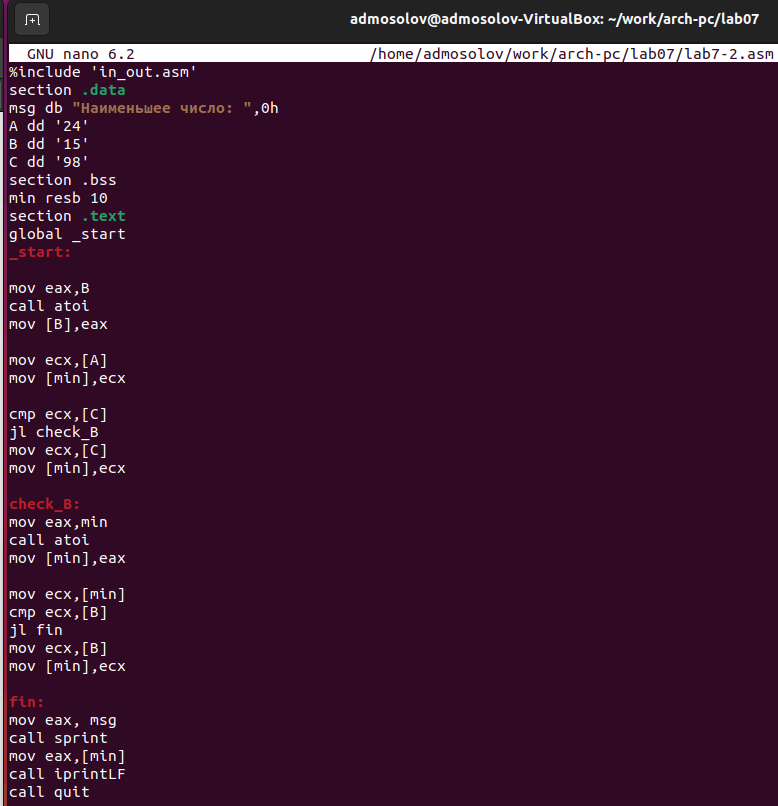 admosolov@admosolov-VirtualBox: ~/work/arch-pc/lab07
GNU nano 6.2 /home/admosolov/work/arch-pc/lab07/lab7-2.asm
%include 'in_out.asm'
section .data
msg db "Наименьшее число: ",0h
A dd '24'
B dd '15'
C dd '98'
section .bss
min resb 10
section .text
global _start
_start:

mov eax,B
call atoi
mov [B],eax

mov ecx,[A]
mov [min],ecx

cmp ecx,[C]
jl check_B
mov ecx,[C]
mov [min],ecx

check_B:
mov eax,min
call atoi
mov [min],eax

mov ecx,[min]
cmp ecx,[B]
jl fin
mov ecx,[B]
mov [min],ecx

fin:
mov eax, msg
call sprint
mov eax,[min]
call iprintLF
call quit